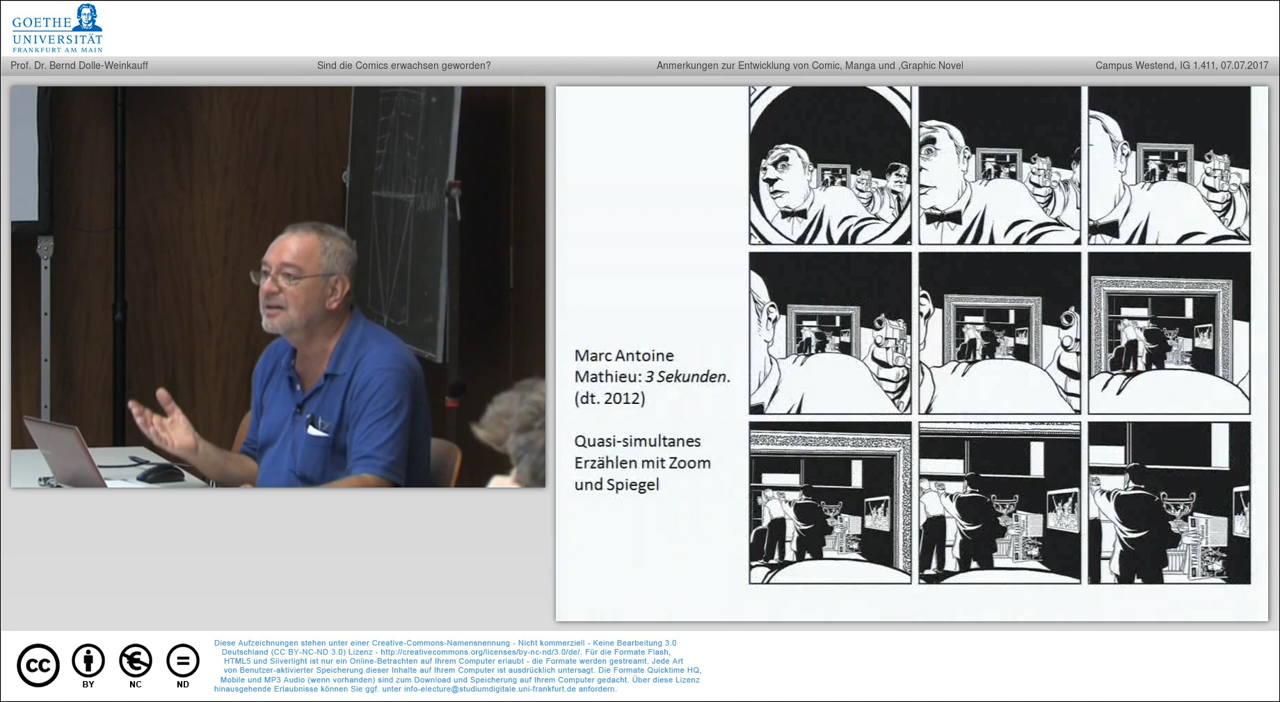 GOETHE
UNIVERSITÄT
FRANKFURT AM MAIN
Prof. Dr. Bernd Dolle-Weinkauff
Sind die Comics erwachsen geworden?
Anmerkungen zur Entwicklung von Comic, Manga und ‚Graphic Novel
Campus Westend, IG 1.411, 07.07.2017
Marc Antoine
Mathieu: 3 Sekunden.
(dt. 2012)
Quasi-simultanes
Erzählen mit Zoom
und Spiegel
cc
BY
NC
ND
Diese Aufzeichnungen stehen unter einer Creative-Commons-Namensnennung - Nicht kommerziell - Keine Bearbeitung 3.0
Deutschland (CC BY-NC-ND 3.0) Lizenz - http://creativecommons.org/licenses/by-nc-nd/3.0/de/. Für die Formate Flash,
HTML5 und Silverlight ist nur ein Online-Betrachten auf Ihrem Computer erlaubt - die Formate werden gestreamt. Jede Art
von Benutzer-aktivierter Speicherung dieser Inhalte auf Ihrem Computer ist ausdrücklich untersagt. Die Formate Quicktime HQ,
Mobile und MP3 Audio (wenn vorhanden) sind zum Download und Speicherung auf Ihrem Computer gedacht. Über diese Lizenz
hinausgehende Erlaubnisse können Sie ggf. unter info-electure@studiumdigitale.uni-frankfurt.de anfordern.